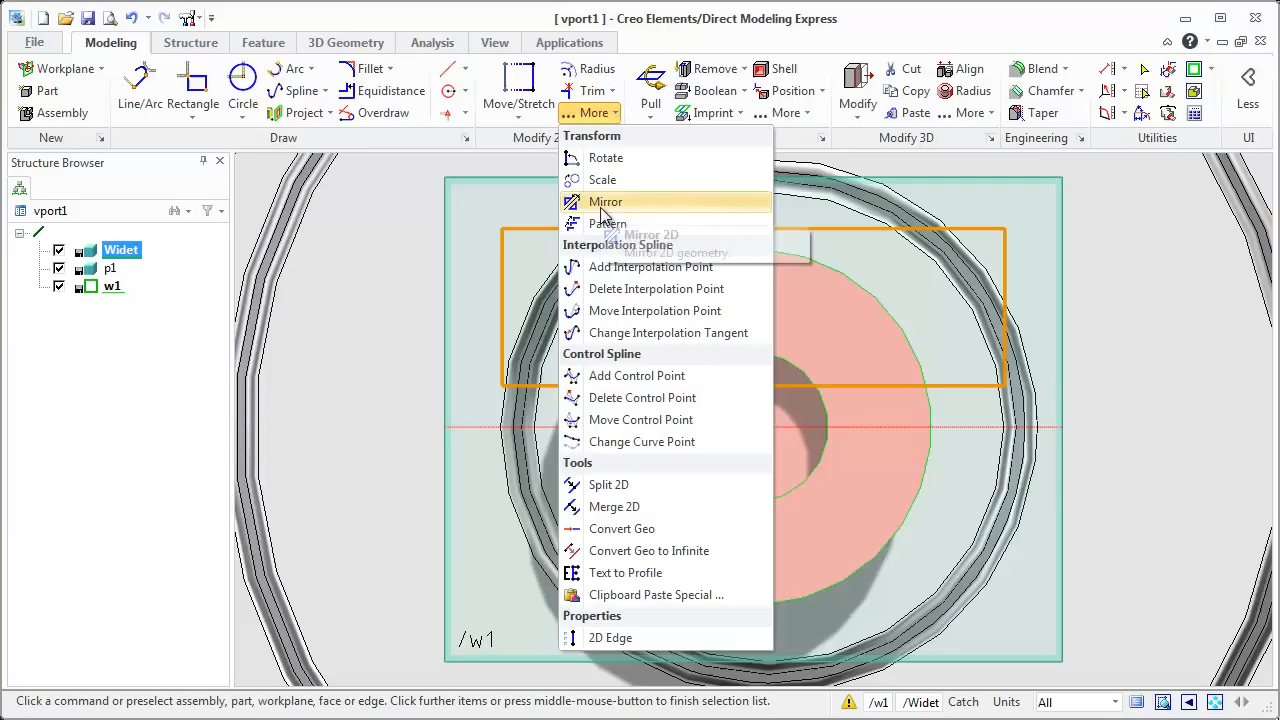 [ vport1 ] - Creo Elements/Direct Modeling Express
File Modeling Structure Feature 3D Geometry Analysis View Applications
Workplane Arc Fillet Radius Remove Shell Cut Align Blend
Line/Arc Rectangle Circle Spline Equidistance Move/Stretch Trim Pull Boolean Position Modify Copy Radius Chamfer Less
Part
Assembly Project Overdraw ... More Imprint ... More Paste ... More Taper
New Draw Modify 2 Modify 3D Engineering Utilities UI
Structure Browser
vport1
Widet
p1
w1
Transform
Rotate
Scale
Mirror
Pattern
Mirror 2D
Mirror 2D geometry.
Interpolation Spline
Add Interpolation Point
Delete Interpolation Point
Move Interpolation Point
Change Interpolation Tangent
Control Spline
Add Control Point
Delete Control Point
Move Control Point
Change Curve Point
Tools
Split 2D
Merge 2D
Convert Geo
Convert Geo to Infinite
Text to Profile
Clipboard Paste Special ...
Properties
2D Edge
/w1
Click a command or preselect assembly, part, workplane, face or edge. Click further items or press middle-mouse-button to finish selection list. /w1 /Widet Catch Units All